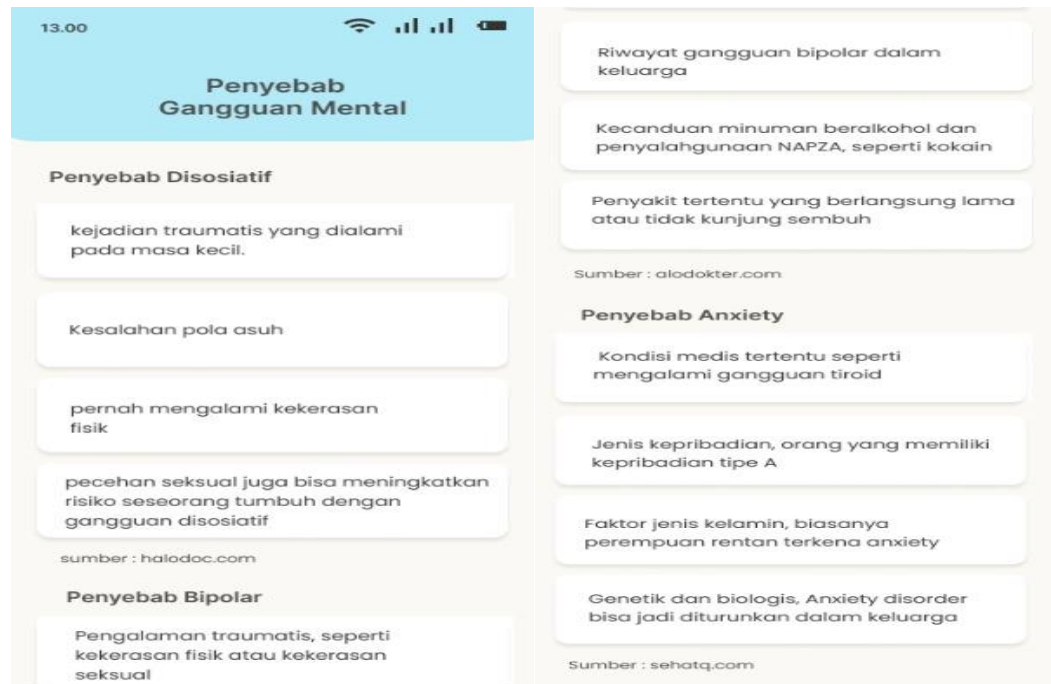 13.00
Penyebab
Gangguan Mental
Penyebab Disosiatif
kejadian traumatis yang dialami
pada masa kecil.
Kesalahan pola asuh
pernah mengalami kekerasan
fisik
pecehan seksual juga bisa meningkatkan
risiko seseorang tumbuh dengan
gangguan disosiatif
sumber : halodoc.com
Penyebab Bipolar
Pengalaman traumatis, seperti
kekerasan fisik atau kekerasan
seksual
Riwayat gangguan bipolar dalam
keluarga
Kecanduan minuman beralkohol dan
penyalahgunaan NAPZA, seperti kokain
Penyakit tertentu yang berlangsung lama
atau tidak kunjung sembuh
Sumber : alodokter.com
Penyebab Anxiety
Kondisi medis tertentu seperti
mengalami gangguan tiroid
Jenis kepribadian, orang yang memiliki
kepribadian tipe A
Faktor jenis kelamin, biasanya
perempuan rentan terkena anxiety
Genetik dan biologis, Anxiety disorder
bisa jadi diturunkan dalam keluarga
Sumber : sehatq.com